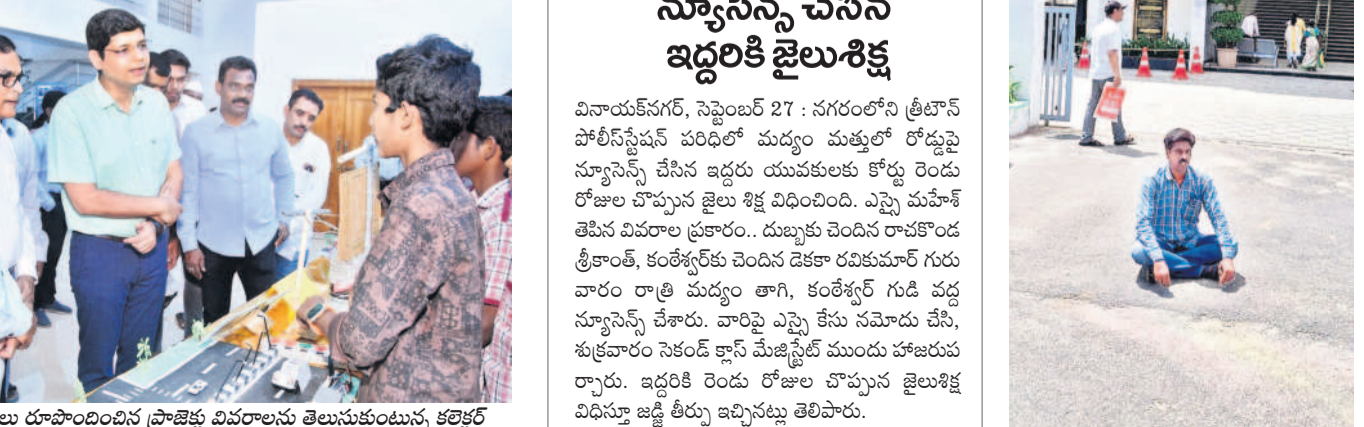 న్యూసెన్స్ చేసిన
ఇద్దరికి జైలుశిక్ష
వినాయక్‌నగర్, సెప్టెంబర్ 27 : నగరంలోని త్రీటౌన్
పోలీస్‌స్టేషన్ పరిధిలో మద్యం మత్తులో రోడ్డుపై
న్యూసెన్స్ చేసిన ఇద్దరు యువకులకు కోర్టు రెండు
రోజుల చొప్పున జైలు శిక్ష విధించింది. ఎస్సై మహేశ్
తెపిన వివరాల ప్రకారం.. దుబ్బకు చెందిన రాచకొండ
శ్రీకాంత్, కంఠేశ్వర్‌కు చెందిన డెకకా రవికుమార్ గురు
వారం రాత్రి మద్యం తాగి, కంఠేశ్వర్ గుడి వద్ద
న్యూసెన్స్ చేశారు. వారిపై ఎస్సై కేసు నమోదు చేసి,
శుక్రవారం సెకండ్ క్లాస్ మేజిస్ట్రేట్ ముందు హాజరుప
ర్చారు. ఇద్దరికి రెండు రోజుల చొప్పున జైలుశిక్ష
విధిస్తూ జడ్జి తీర్పు ఇచ్చినట్లు తెలిపారు.
లు రూపొందించిన ప్రాజెక్టు వివరాలను తెలుసుకుంటున్న కలెక్టర్